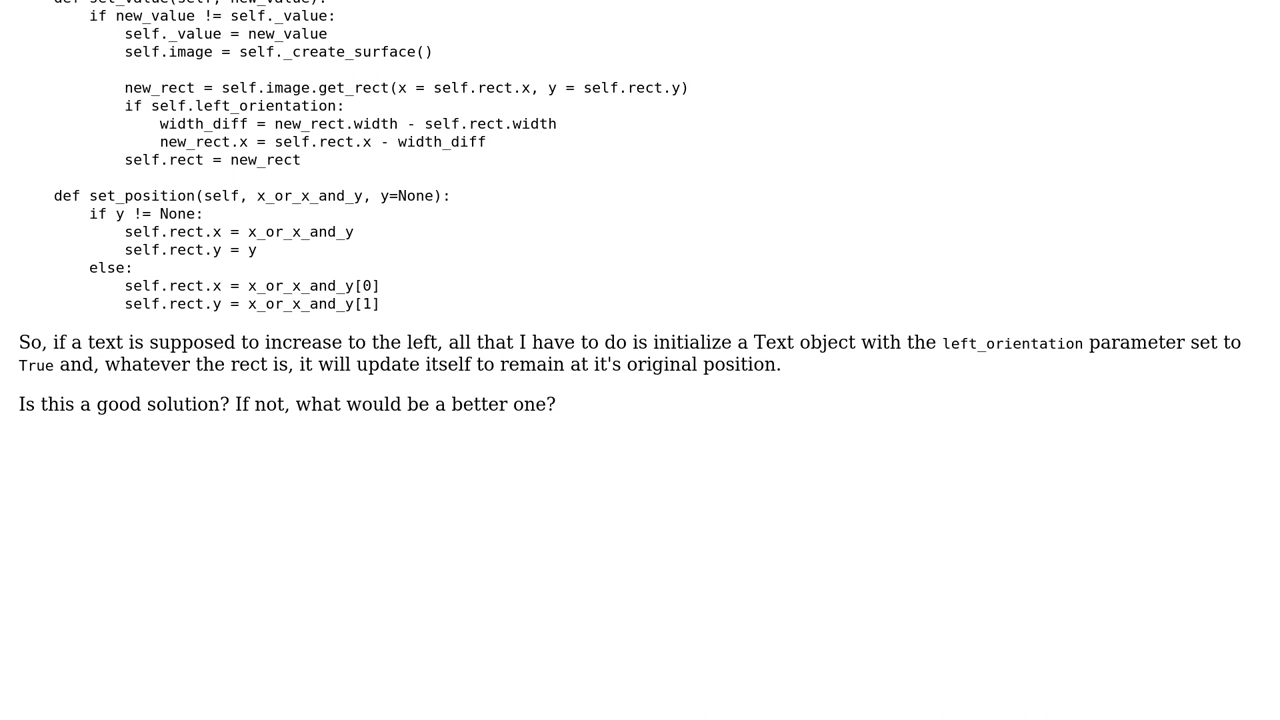 def set_value(self, new_value):
if new_value != self._value:
self._value = new_value
self.image = self._create_surface()
new_rect = self.image.get_rect(x = self.rect.x, y = self.rect.y)
if self.left_orientation:
width_diff = new_rect.width - self.rect.width
new_rect.x = self.rect.x - width_diff
self.rect = new_rect
def set_position(self, x_or_x_and_y, y=None):
if y != None:
self.rect.x = x_or_x_and_y
self.rect.y = y
else:
self.rect.x = x_or_x_and_y[0]
self.rect.y = x_or_x_and_y[1]
So, if a text is supposed to increase to the left, all that I have to do is initialize a Text object with the left_orientation parameter set to
True and, whatever the rect is, it will update itself to remain at it's original position.
Is this a good solution? If not, what would be a better one?